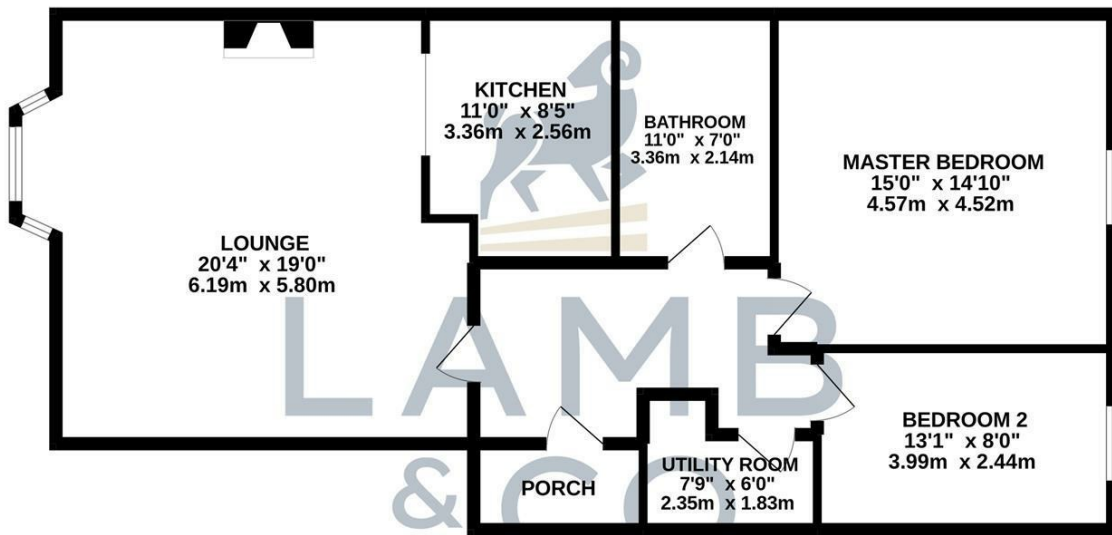 KITCHEN
11'0" x 8'5"
3.36m x 2.56m
BATHROOM
11'0" x 7'0"
3.36m x 2.14m
MASTER BEDROOM
15'0" x 14'10"
4.57m x 4.52m
LOUNGE
20'4" x 19'0"
6.19m x 5.80m
LAMB
& CO
BEDROOM 2
13'1" x 8'0"
3.99m x 2.44m
UTILITY ROOM
7'9" x 6'0"
2.35m x 1.83m
PORCH